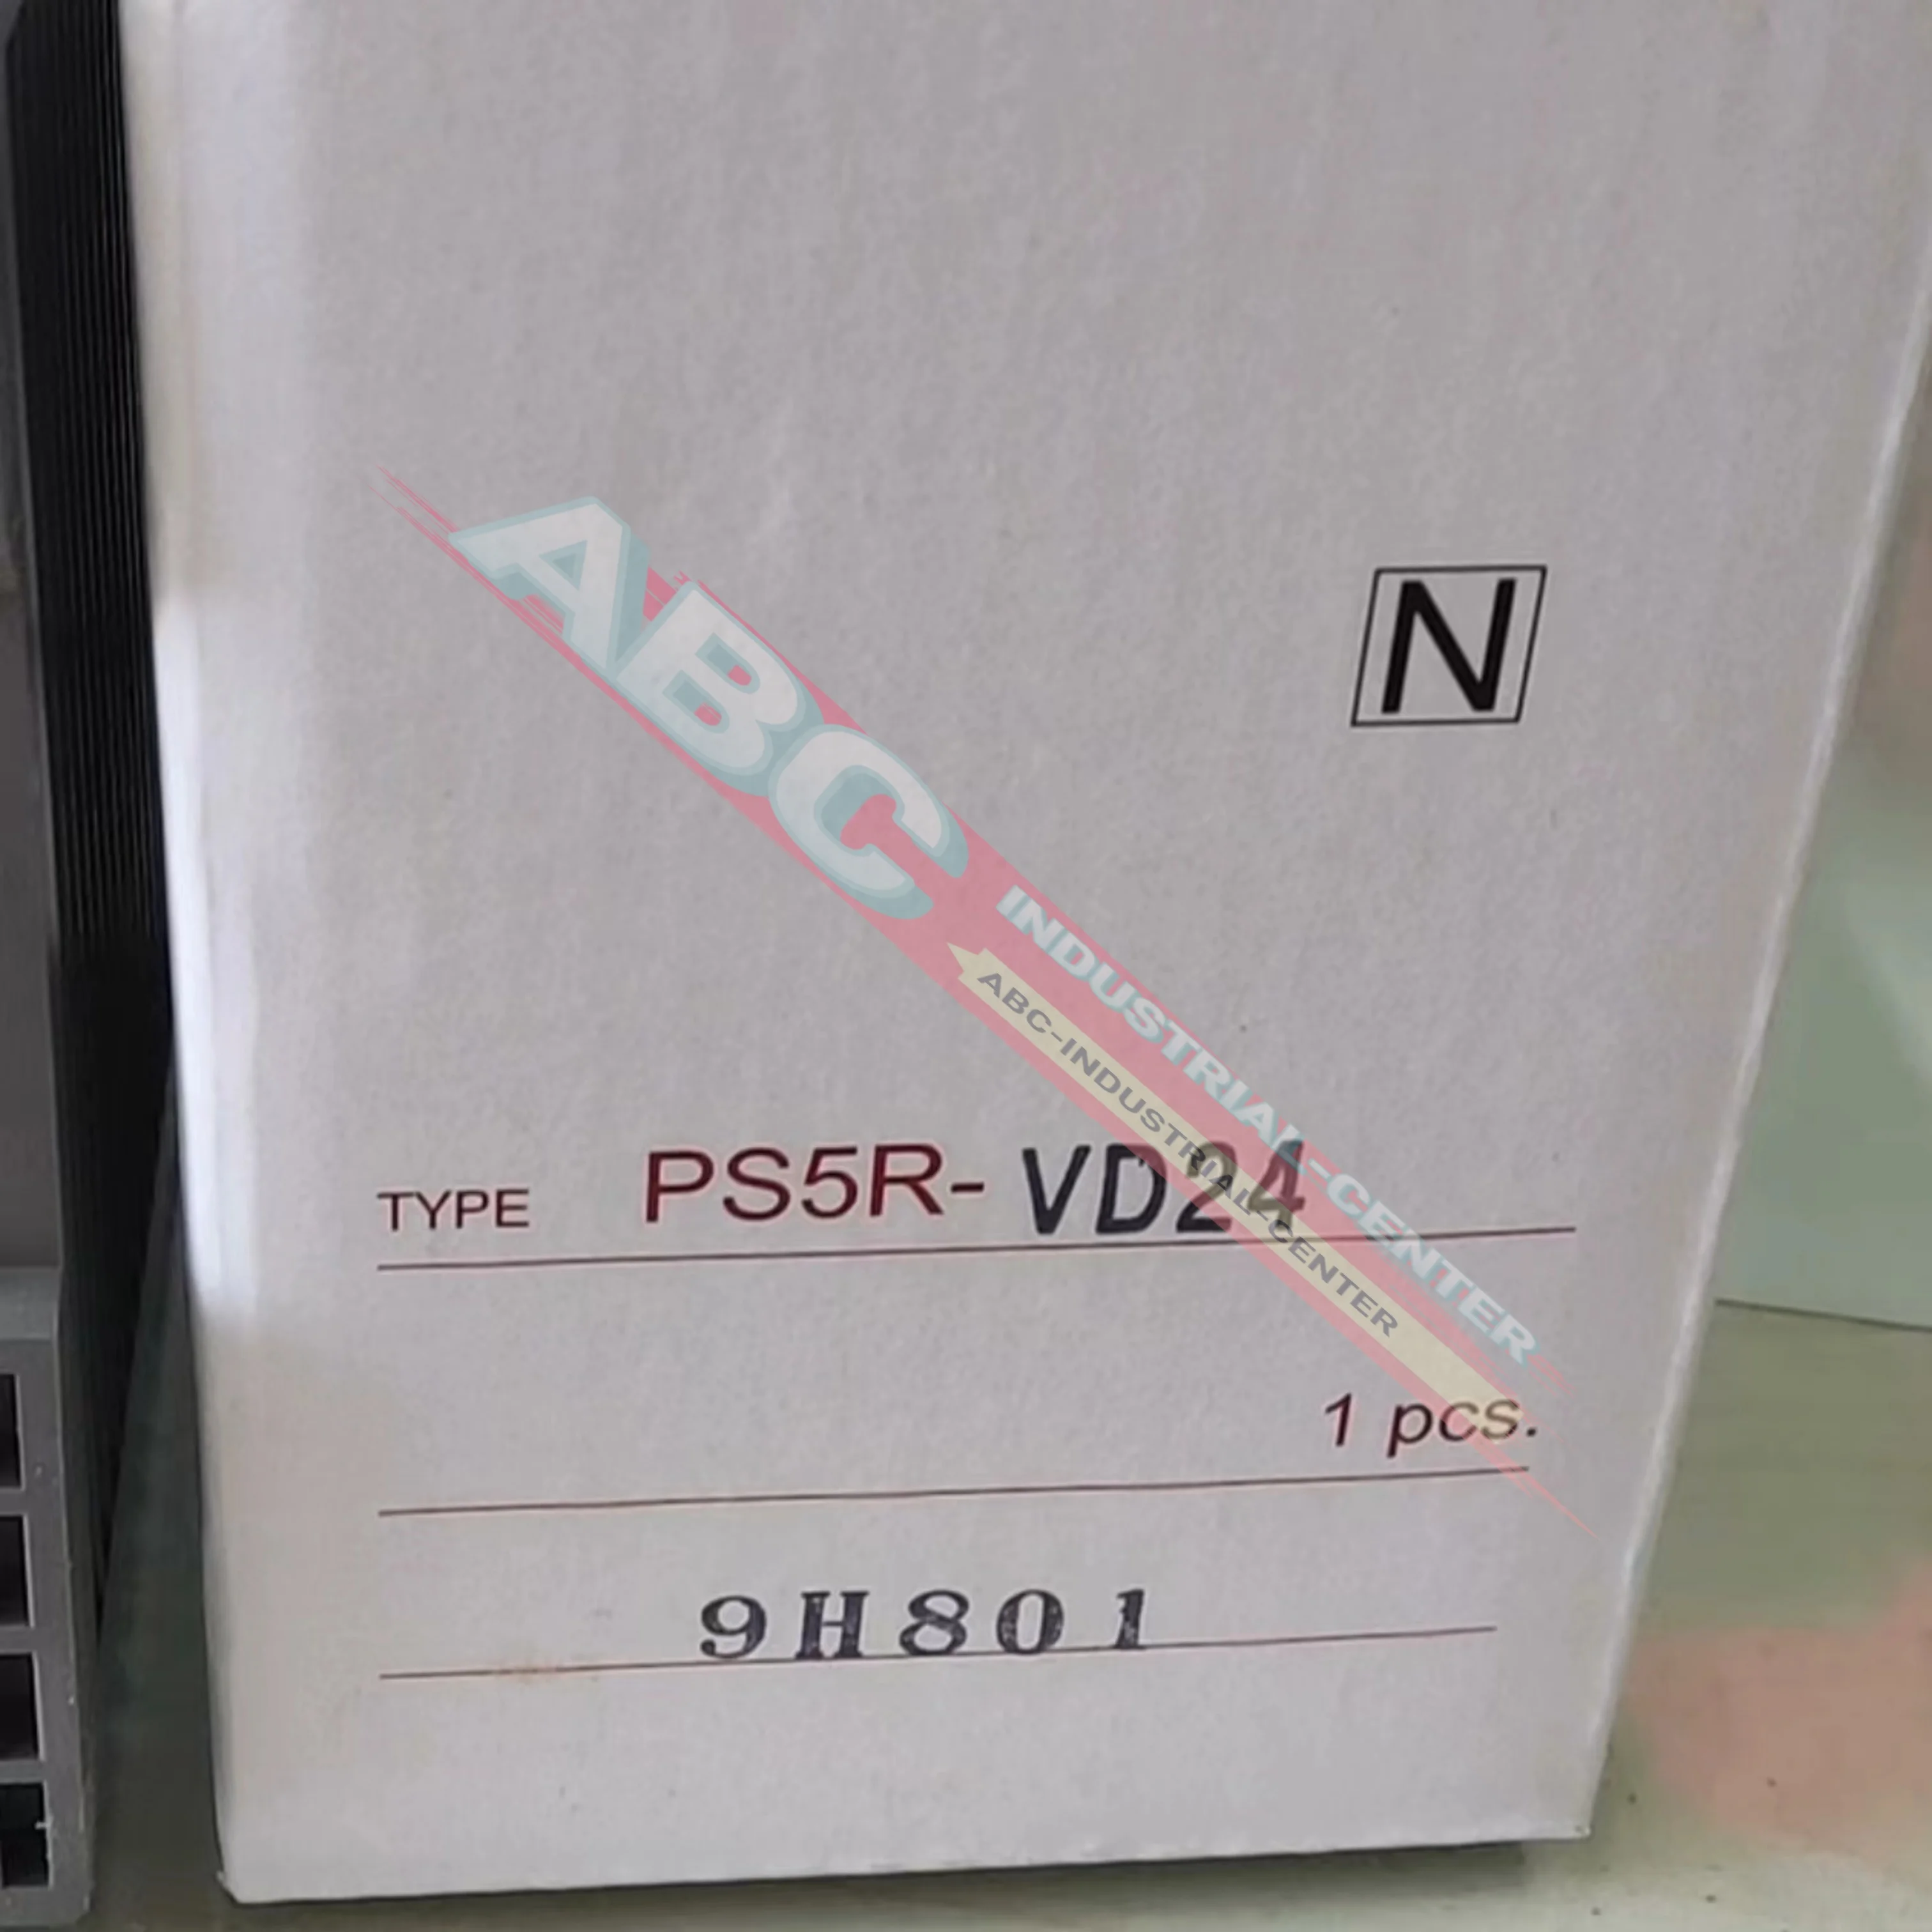 N
ABC
INDUSTRIAL-CENTER
ABC-INDUSTRIAL-CENTER
TYPE PS5R-VD24
1 pcs.
9H801